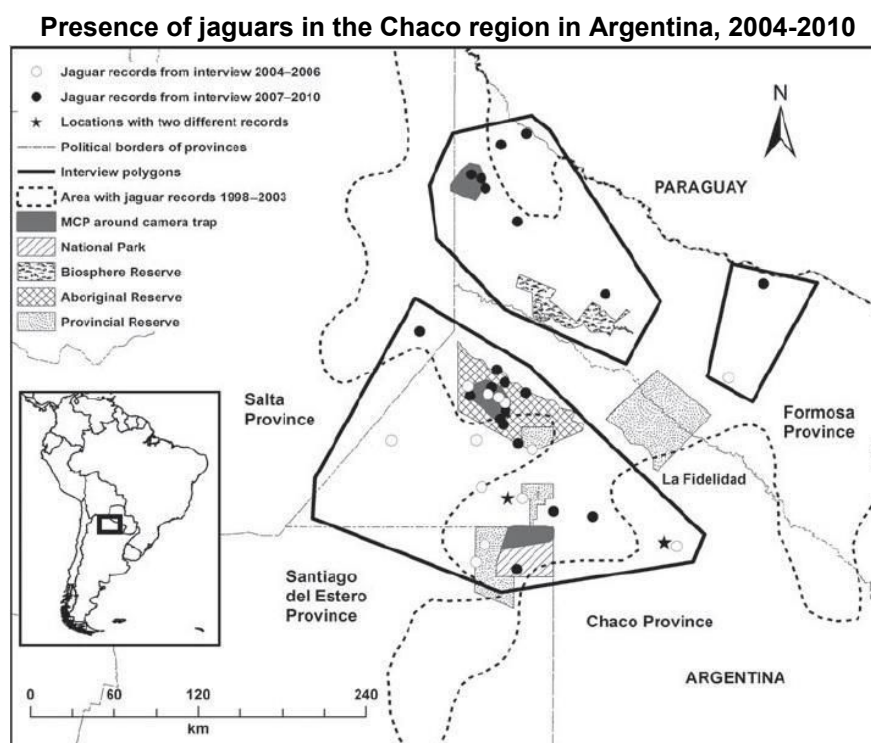 Presence of jaguars in the Chaco region in Argentina, 2004-2010
Jaguar records from interview 2004–2006
Jaguar records from interview 2007–2010
Locations with two different records
Political borders of provinces
Interview polygons
Area with jaguar records 1998–2003
MCP around camera trap
National Park
Biosphere Reserve
Aboriginal Reserve
Provincial Reserve
N
PARAGUAY
Salta
Province
Formosa
Province
La Fidelidad
Santiago
del Estero
Province
Chaco Province
ARGENTINA
0 60 120 240
km